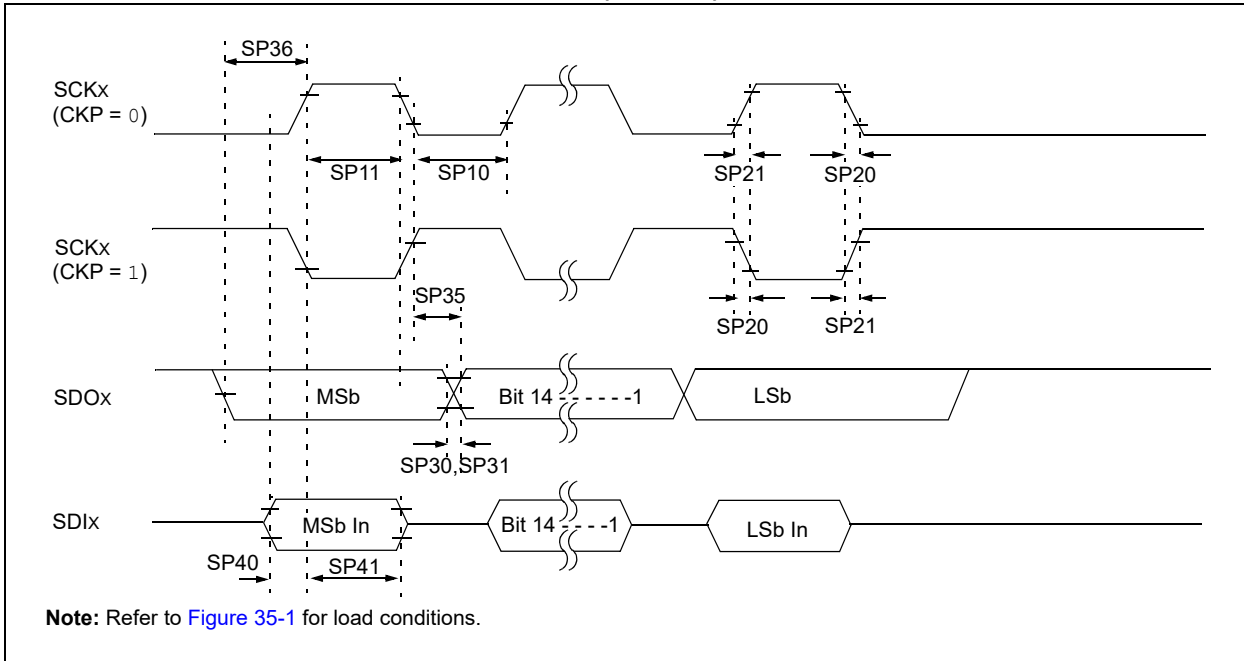 SP36
SCKx
(CKP = 0)
SP11
SP10
SP21
SP20
SCKx
(CKP = 1)
SP35
SP20
SP21
SDOx
MSb
Bit 14 - - - - - -1
LSb
SP30,SP31
SDIx
MSb In
Bit 14 - - - -1
LSb In
SP40
SP41
Note: Refer to Figure 35-1 for load conditions.